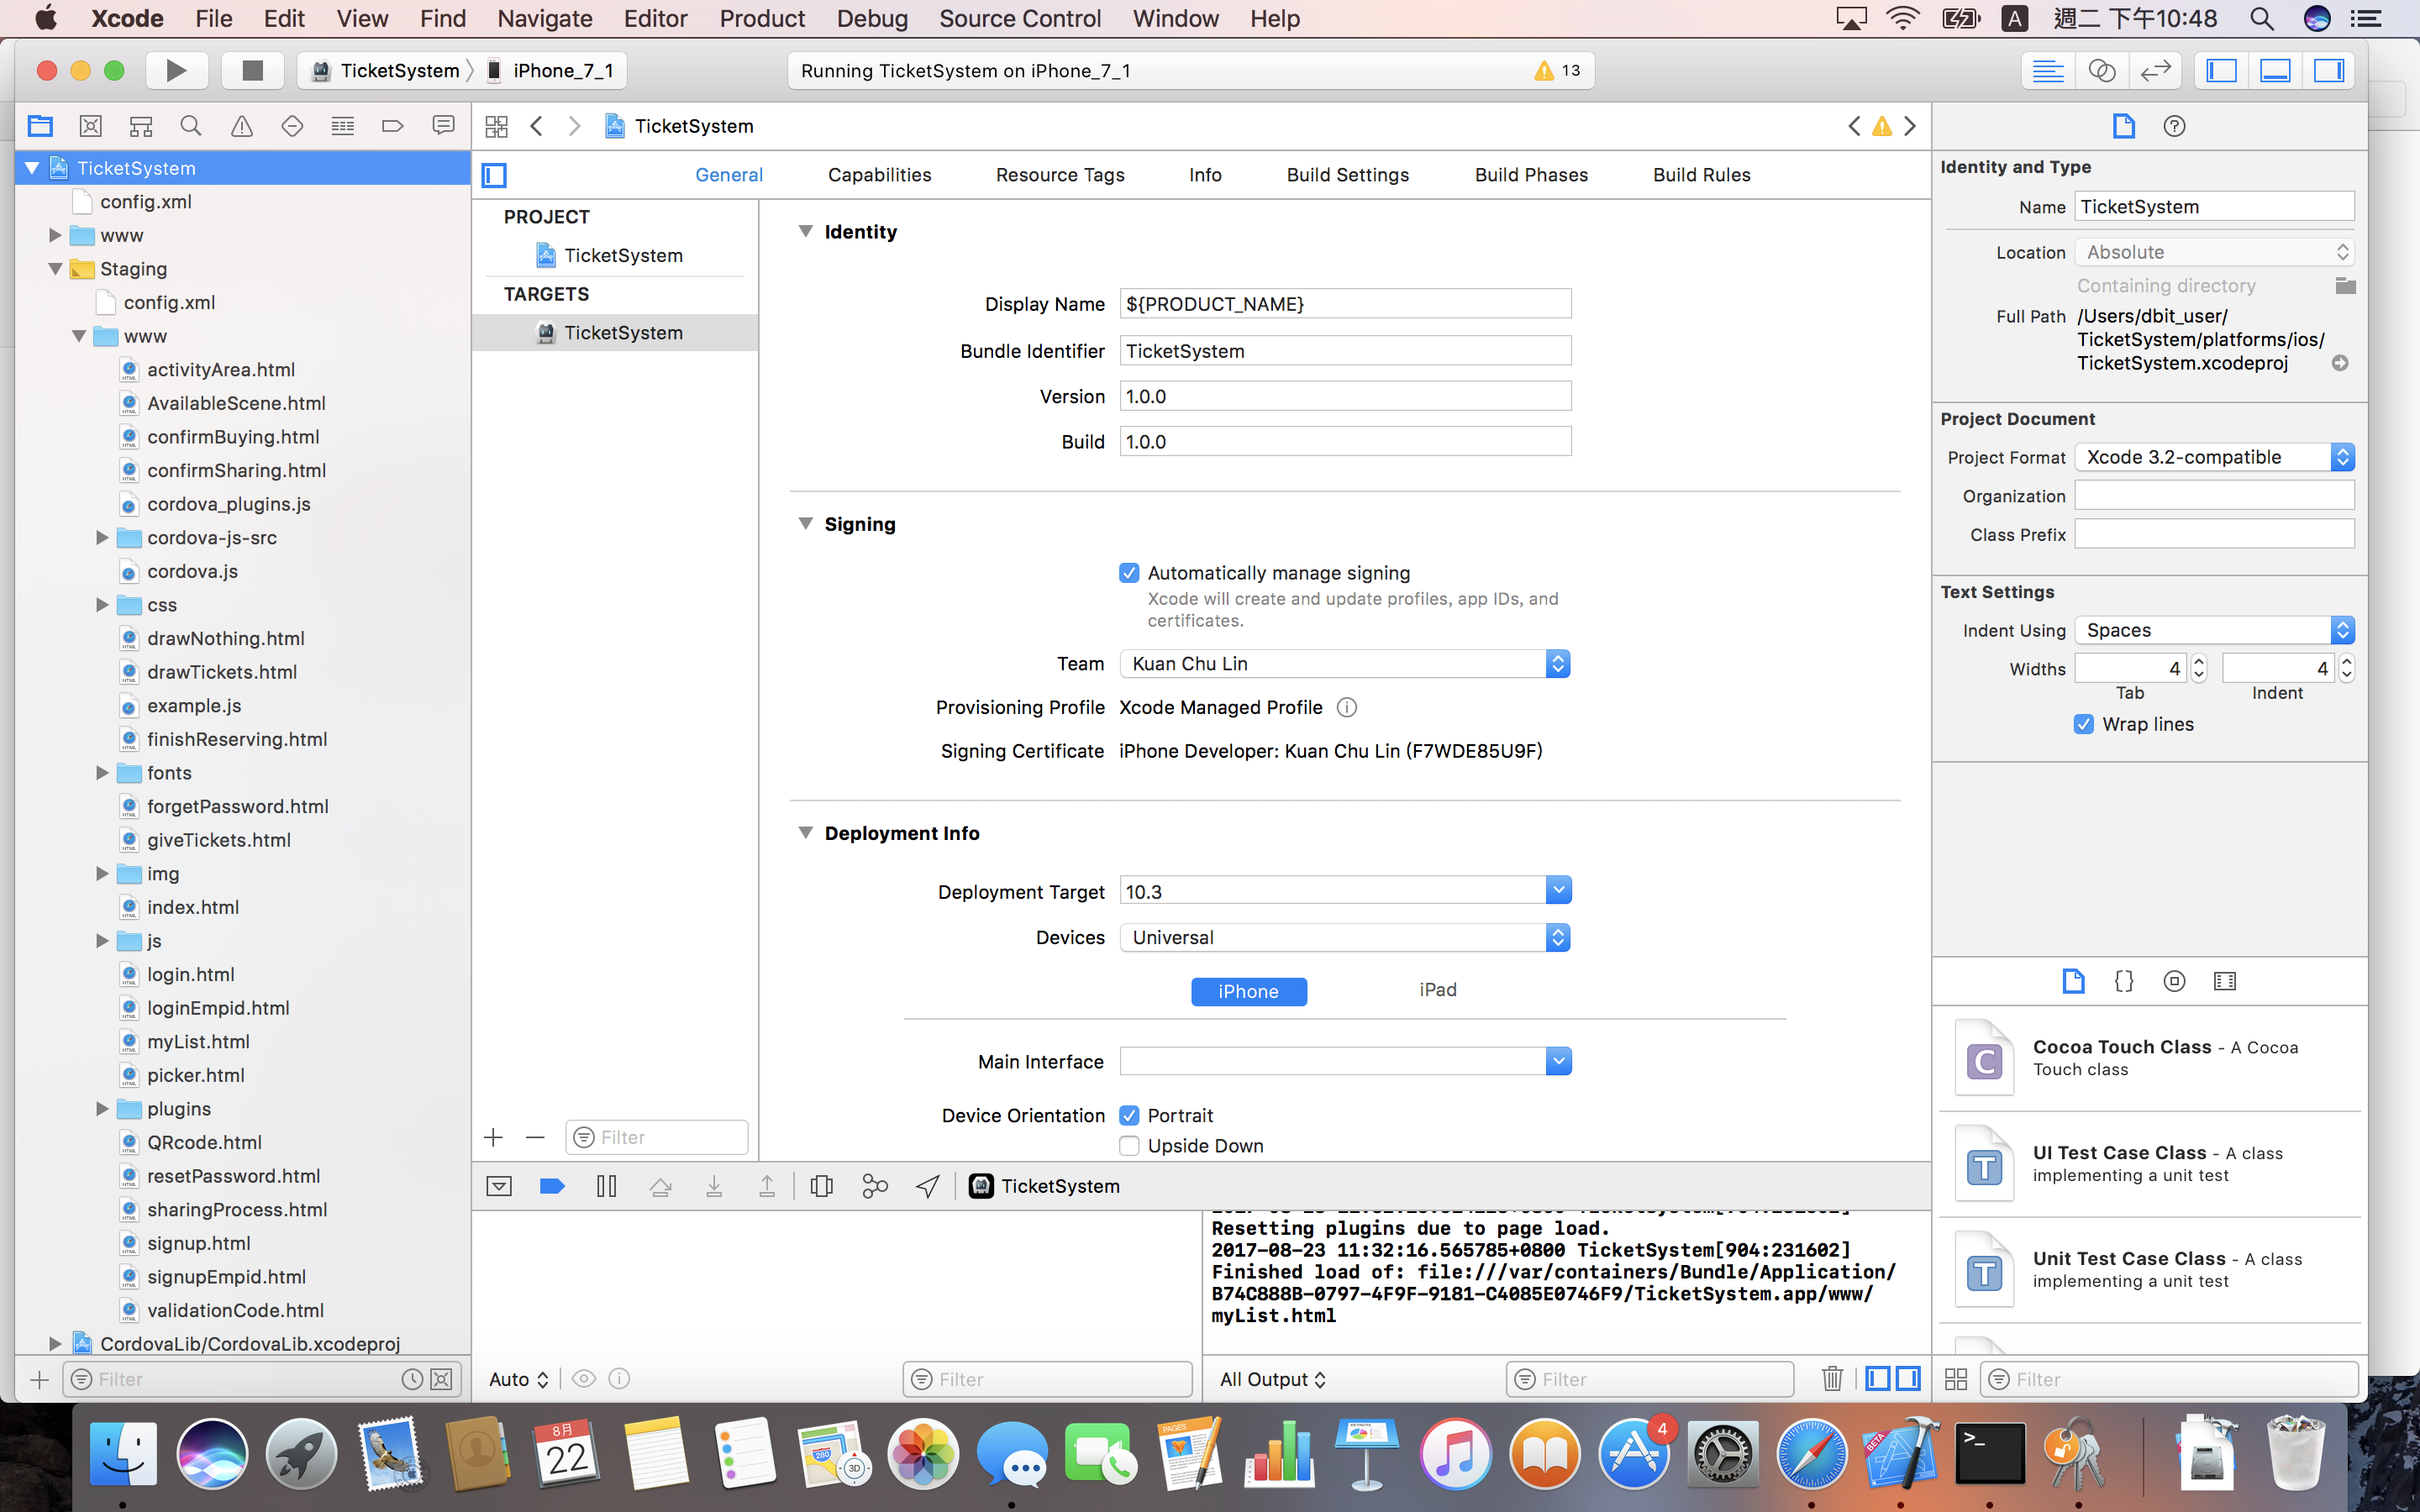 Xcode File Edit View Find Navigate Editor Product Debug Source Control Window Help A 週二 下午10:48
TicketSystem iPhone_7_1
Running TicketSystem on iPhone_7_1 13
TicketSystem
config.xml
www
Staging
config.xml
www
activityArea.html
AvailableScene.html
confirmBuying.html
confirmSharing.html
cordova_plugins.js
cordova-js-src
cordova.js
css
drawNothing.html
drawTickets.html
example.js
finishReserving.html
fonts
forgetPassword.html
giveTickets.html
img
index.html
js
login.html
loginEmpid.html
myList.html
picker.html
plugins
QRcode.html
resetPassword.html
sharingProcess.html
signup.html
signupEmpid.html
validationCode.html
CordovaLib/CordovaLib.xcodeproj
Filter
TicketSystem
General Capabilities Resource Tags Info Build Settings Build Phases Build Rules
PROJECT
TicketSystem
TARGETS
TicketSystem
Filter
Identity
Display Name ${PRODUCT_NAME}
Bundle Identifier TicketSystem
Version 1.0.0
Build 1.0.0
Signing
Automatically manage signing
Xcode will create and update profiles, app IDs, and
certificates.
Team Kuan Chu Lin
Provisioning Profile Xcode Managed Profile
Signing Certificate iPhone Developer: Kuan Chu Lin (F7WDE85U9F)
Deployment Info
Deployment Target 10.3
Devices Universal
iPhone iPad
Main Interface
Device Orientation Portrait
Upside Down
TicketSystem
Resetting plugins due to page load.
2017-08-23 11:32:16.565785+0800 TicketSystem[904:231602]
Finished load of: file:///var/containers/Bundle/Application/
B74C888B-0797-4F9F-9181-C4085E0746F9/TicketSystem.app/www/
myList.html
Auto Filter
All Output Filter
Identity and Type
Name TicketSystem
Location Absolute
Containing directory
Full Path /Users/dbit_user/
TicketSystem/platforms/ios/
TicketSystem.xcodeproj
Project Document
Project Format Xcode 3.2-compatible
Organization
Class Prefix
Text Settings
Indent Using Spaces
Widths 4 4
Tab Indent
Wrap lines
{}
Cocoa Touch Class - A Cocoa
Touch class
UI Test Case Class - A class
implementing a unit test
Unit Test Case Class - A class
implementing a unit test
Filter
8月
22
280
3D
PAGES
KEYNOTE
4
BETA
>_